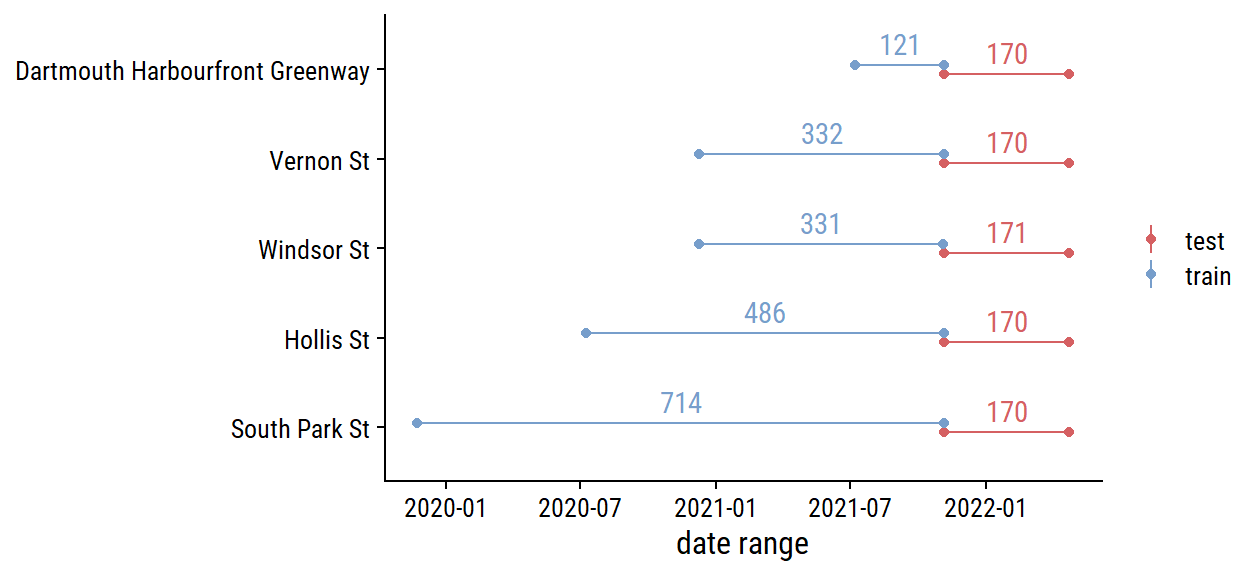 121
170
Dartmouth Harbourfront Greenway
332
170
Vernon St
331
171
Windsor St
test
train
486
170
Hollis St
714
170
South Park St
2020-01 2020-07 2021-01 2021-07 2022-01
date range